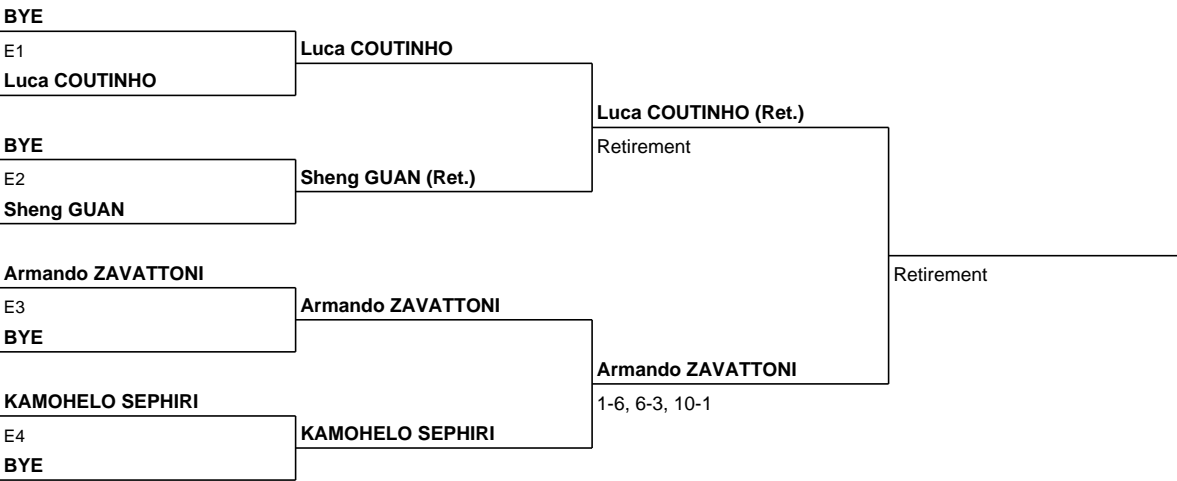 BYE
E1
Luca COUTINHO
Luca COUTINHO
BYE
E2
Sheng GUAN
Sheng GUAN (Ret.)
Luca COUTINHO (Ret.)
Retirement
Armando ZAVATTONI
E3
BYE
Armando ZAVATTONI
KAMOHELO SEPHIRI
E4
BYE
KAMOHELO SEPHIRI
Armando ZAVATTONI
1-6, 6-3, 10-1
Retirement